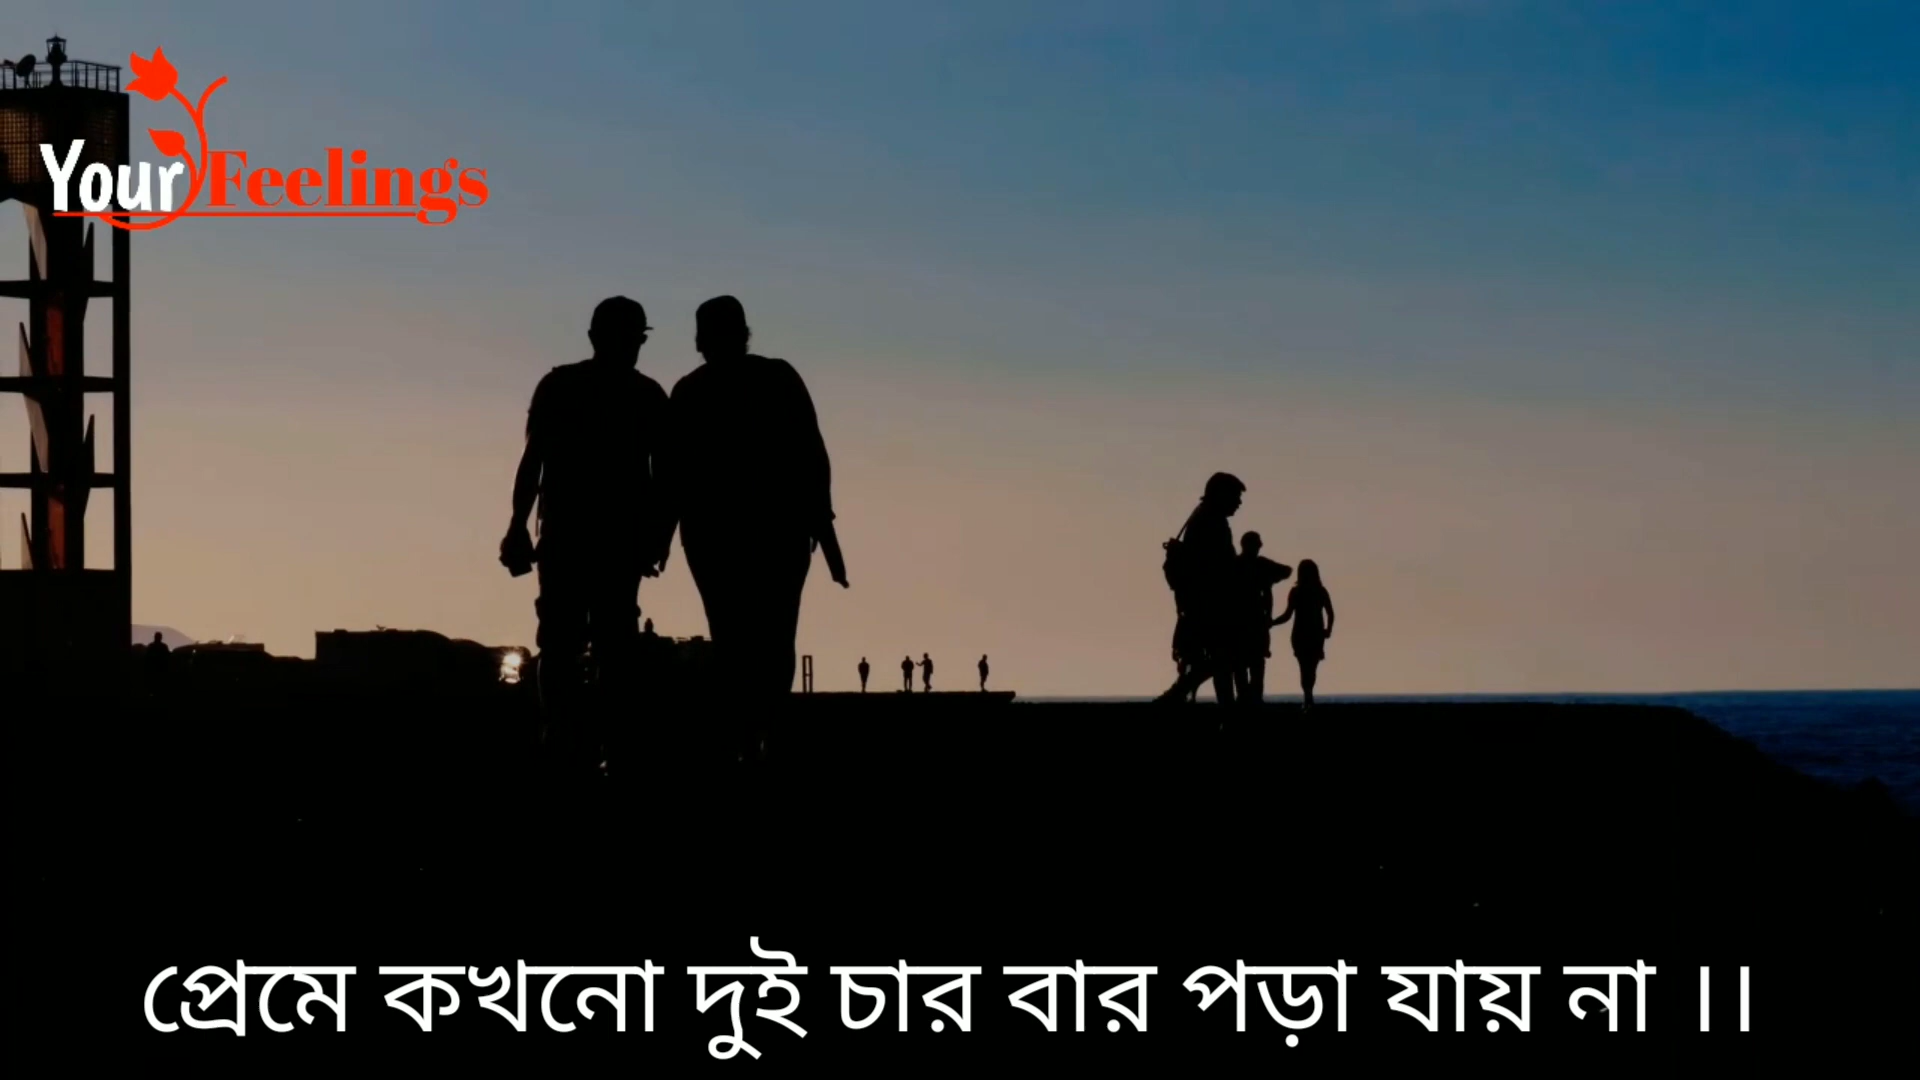 Your Feelings
প্রেমে কখনো দুই চার বার পড়া যায় না ।।